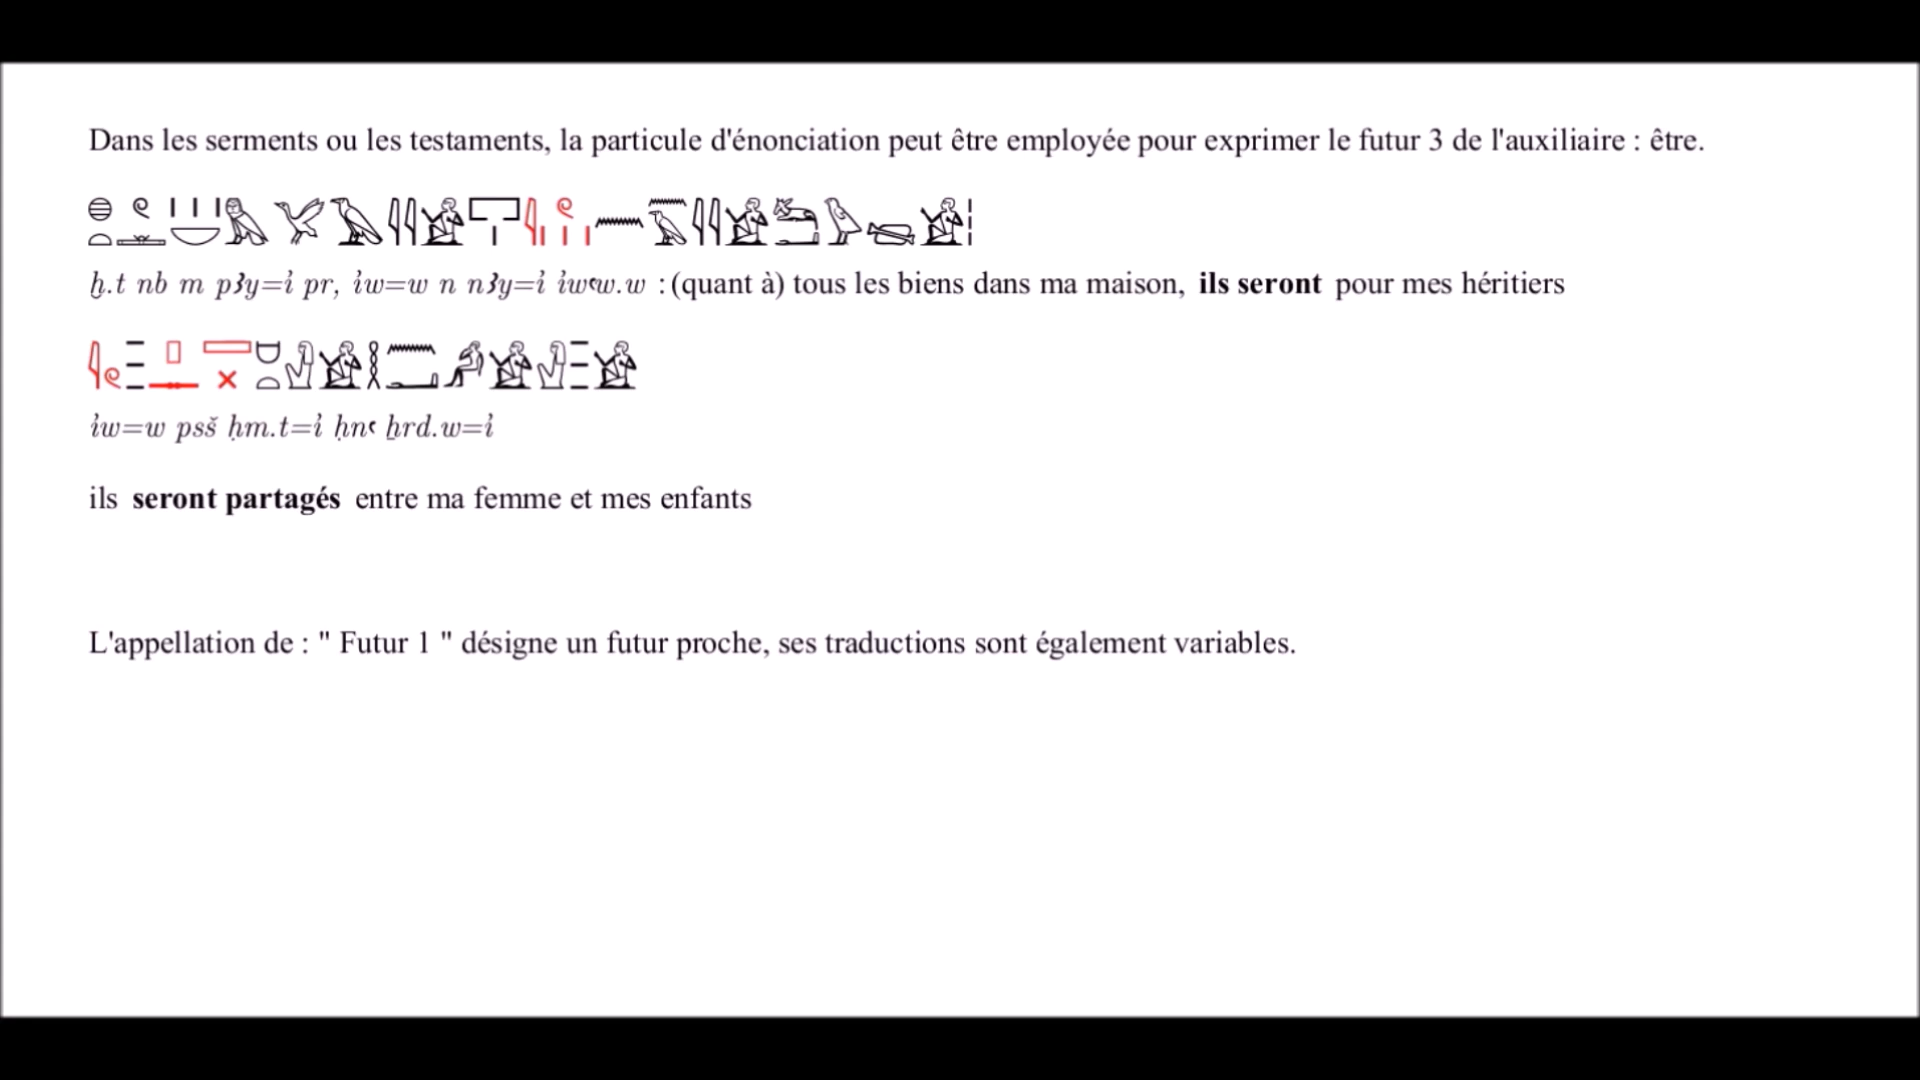 Dans les serments ou les testaments, la particule d'énonciation peut être employée pour exprimer le futur 3 de l'auxiliaire : être.
ḫ.t nb m pꜣy=ỉ pr, ỉw=w n nꜣy=ỉ ỉwꜥw.w : (quant à) tous les biens dans ma maison, ils seront pour mes héritiers
ỉw=w psš ḥm.t=ỉ ḥnꜥ ẖrd.w=ỉ
ils seront partagés entre ma femme et mes enfants
L'appellation de : " Futur 1 " désigne un futur proche, ses traductions sont également variables.